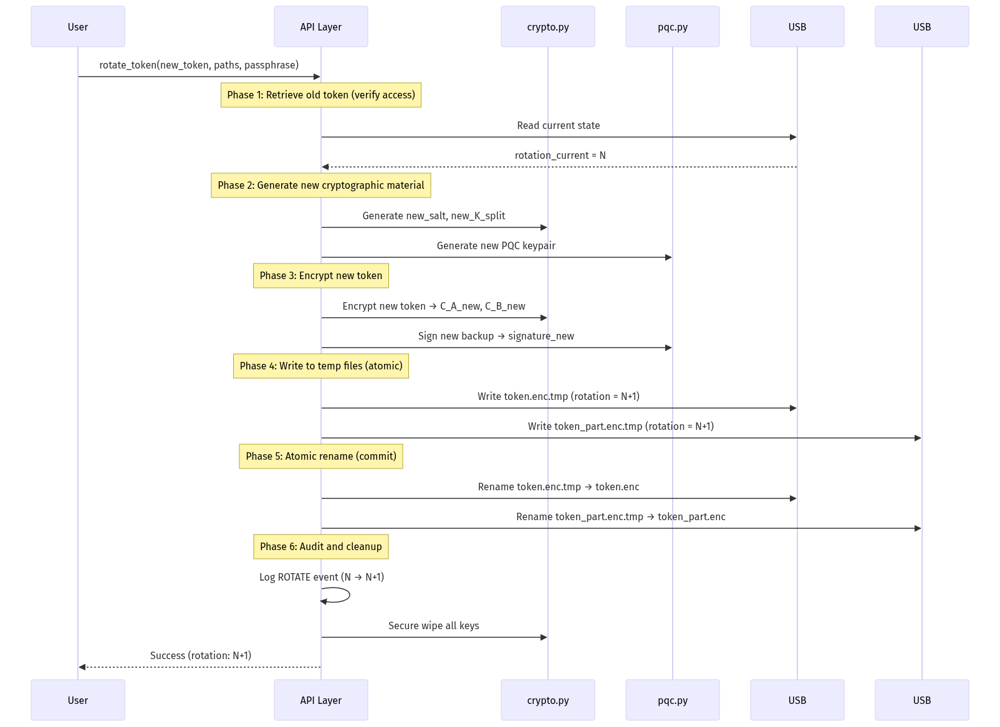 User
API Layer
crypto.py
pqc.py
USB
USB
rotate_token(new_token, paths, passphrase)
Phase 1: Retrieve old token (verify access)
Read current state
rotation_current = N
Phase 2: Generate new cryptographic material
Generate new_salt, new_K_split
Generate new PQC keypair
Phase 3: Encrypt new token
Encrypt new token → C_A_new, C_B_new
Sign new backup → signature_new
Phase 4: Write to temp files (atomic)
Write token.enc.tmp (rotation = N+1)
Write token_part.enc.tmp (rotation = N+1)
Phase 5: Atomic rename (commit)
Rename token.enc.tmp → token.enc
Rename token_part.enc.tmp → token_part.enc
Phase 6: Audit and cleanup
Log ROTATE event (N → N+1)
Secure wipe all keys
Success (rotation: N+1)
User
API Layer
crypto.py
pqc.py
USB
USB